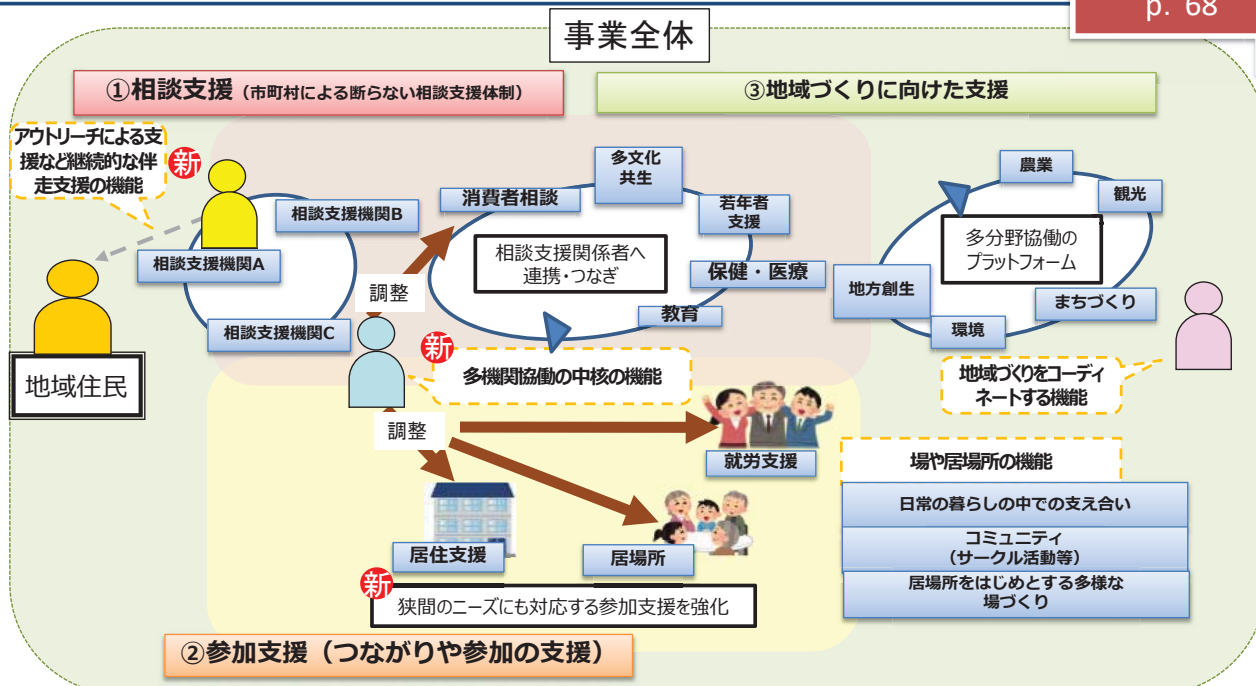 p. 68
事業全体
①相談支援（市町村による断らない相談支援体制）
③地域づくりに向けた支援
アウトリーチによる支
援など継続的な伴
走支援の機能
新
相談支援機関B
相談支援機関A
相談支援機関C
地域住民
調整
消費者相談
多文化
共生
若年者
支援
相談支援関係者へ
連携・つなぎ
保健・医療
教育
新
多機関協働の中核の機能
農業
観光
多分野協働の
プラットフォーム
地方創生
まちづくり
環境
地域づくりをコーディ
ネートする機能
調整
就労支援
居住支援
居場所
新
狭間のニーズにも対応する参加支援を強化
②参加支援（つながりや参加の支援）
場や居場所の機能
日常の暮らしの中での支え合い
コミュニティ
（サークル活動等）
居場所をはじめとする多様な
場づくり